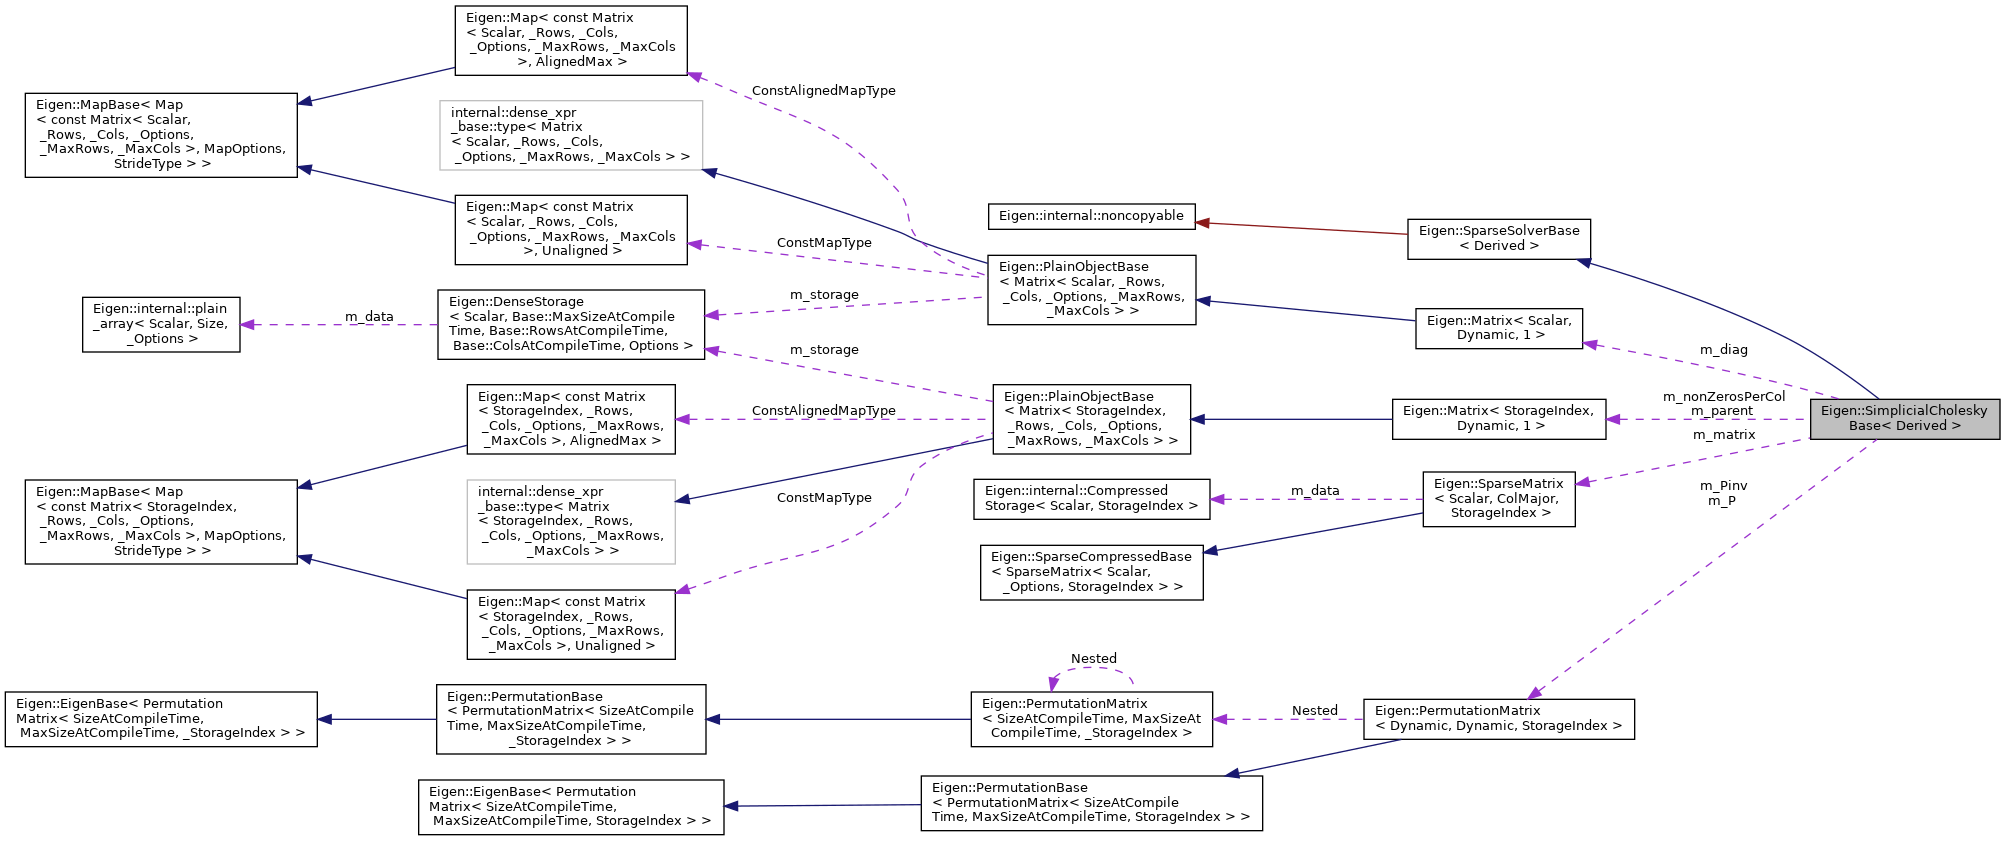 Eigen::Map< const Matrix
< Scalar, _Rows, _Cols,
_Options, _MaxRows, _MaxCols
>, AlignedMax >
Eigen::MapBase< Map
< const Matrix< Scalar,
_Rows, _Cols, _Options,
_MaxRows, _MaxCols >, MapOptions,
StrideType > >
internal::dense_xpr
_base::type< Matrix
< Scalar, _Rows, _Cols,
_Options, _MaxRows, _MaxCols > >
Eigen::Map< const Matrix
< Scalar, _Rows, _Cols,
_Options, _MaxRows, _MaxCols
>, Unaligned >
ConstAlignedMapType
ConstMapType
m_storage
Eigen::internal::plain
_array< Scalar, Size,
_Options >
m_data
Eigen::DenseStorage
< Scalar, Base::MaxSizeAtCompile
Time, Base::RowsAtCompileTime,
Base::ColsAtCompileTime, Options >
m_storage
Eigen::internal::noncopyable
Eigen::SparseSolverBase
< Derived >
Eigen::PlainObjectBase
< Matrix< Scalar, _Rows,
_Cols, _Options, _MaxRows,
_MaxCols > >
Eigen::Matrix< Scalar,
Dynamic, 1 >
m_diag
Eigen::Map< const Matrix
< StorageIndex, _Rows,
_Cols, _Options, _MaxRows,
_MaxCols >, AlignedMax >
ConstAlignedMapType
Eigen::PlainObjectBase
< Matrix< StorageIndex,
_Rows, _Cols, _Options,
_MaxRows, _MaxCols > >
Eigen::Matrix< StorageIndex,
Dynamic, 1 >
m_nonZerosPerCol
m_parent
Eigen::SimplicialCholesky
Base< Derived >
m_matrix
Eigen::MapBase< Map
< const Matrix< StorageIndex,
_Rows, _Cols, _Options,
_MaxRows, _MaxCols >, MapOptions,
StrideType > >
internal::dense_xpr
_base::type< Matrix
< StorageIndex, _Rows,
_Cols, _Options, _MaxRows,
_MaxCols > >
ConstMapType
Eigen::internal::Compressed
Storage< Scalar, StorageIndex >
m_data
Eigen::SparseMatrix
< Scalar, ColMajor,
StorageIndex >
m_Pinv
m_P
Eigen::SparseCompressedBase
< SparseMatrix< Scalar,
_Options, StorageIndex > >
Eigen::Map< const Matrix
< StorageIndex, _Rows,
_Cols, _Options, _MaxRows,
_MaxCols >, Unaligned >
Nested
Eigen::EigenBase< Permutation
Matrix< SizeAtCompileTime,
MaxSizeAtCompileTime, _StorageIndex > >
Eigen::PermutationBase
< PermutationMatrix< SizeAtCompile
Time, MaxSizeAtCompileTime,
_StorageIndex > >
Eigen::PermutationMatrix
< SizeAtCompileTime, MaxSizeAt
CompileTime, _StorageIndex >
Nested
Eigen::PermutationMatrix
< Dynamic, Dynamic, StorageIndex >
Eigen::EigenBase< Permutation
Matrix< SizeAtCompileTime,
MaxSizeAtCompileTime, StorageIndex > >
Eigen::PermutationBase
< PermutationMatrix< SizeAtCompile
Time, MaxSizeAtCompileTime, StorageIndex > >